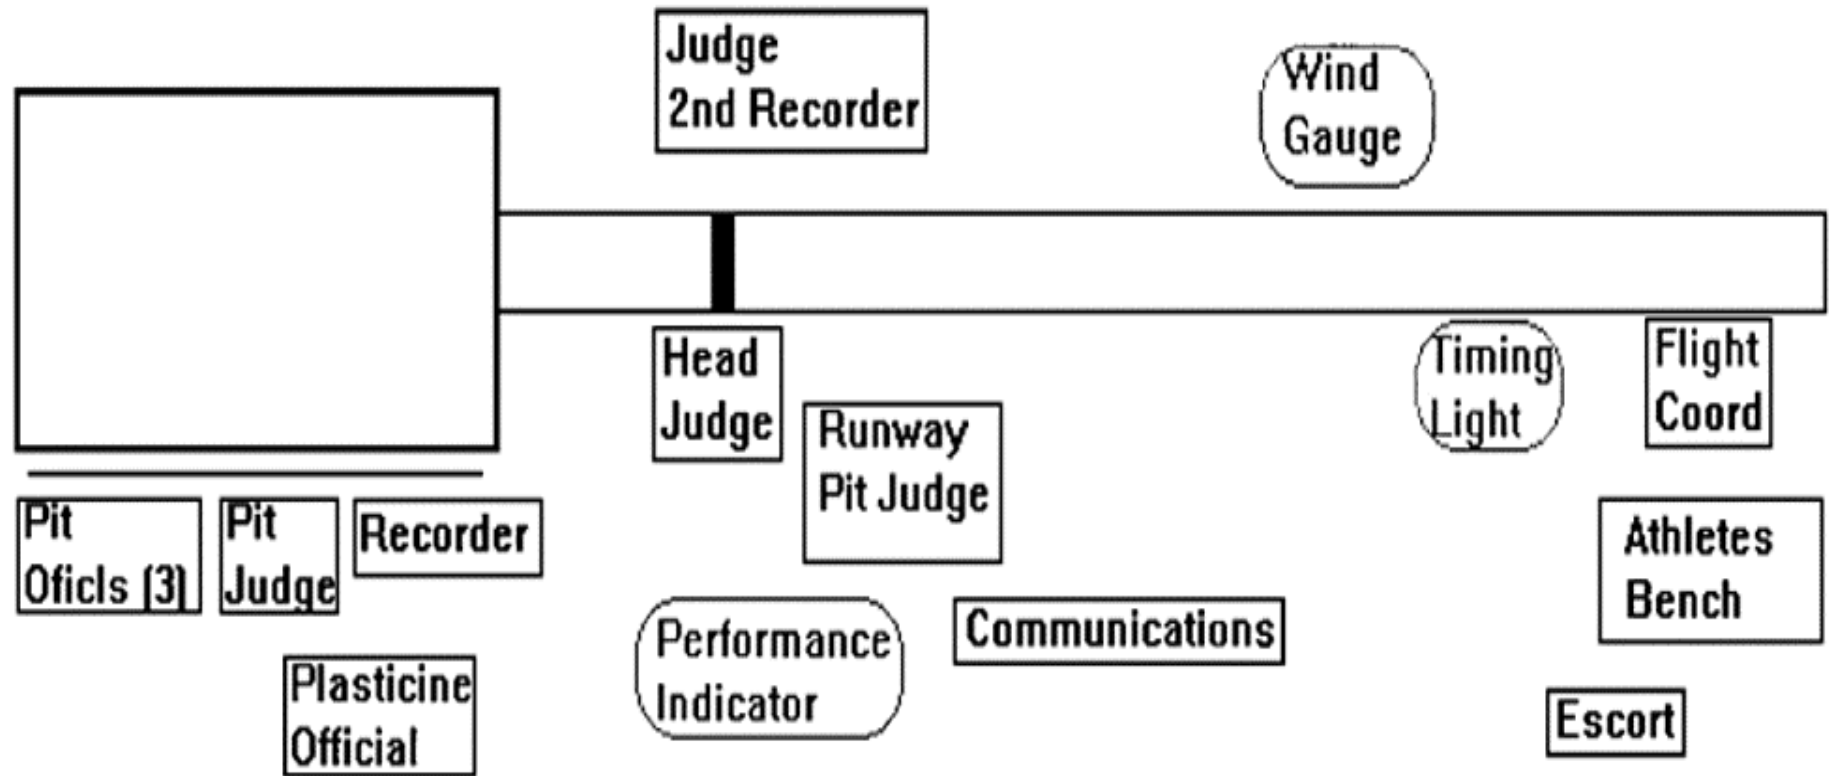 Judge
2nd Recorder
Wind
Gauge
Head
Judge
Runway
Pit Judge
Timing
Light
Flight
Coord
Pit
Oficls (3)
Pit
Judge
Recorder
Athletes
Bench
Performance
Indicator
Communications
Plasticine
Official
Escort